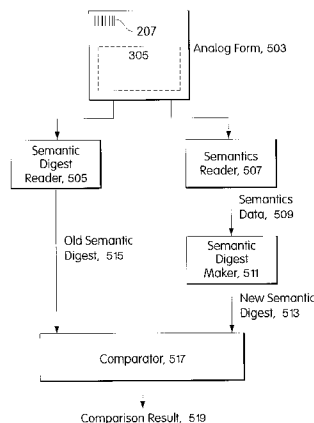 207
305
Analog Form, 503
Semantic
Digest
Reader, 505
Semantics
Reader, 507
Semantics
Data, 509
Old Semantic
Digest, 515
Semantic
Digest
Maker, 511
New Semantic
Digest, 513
Comparator, 517
Comparison Result, 519